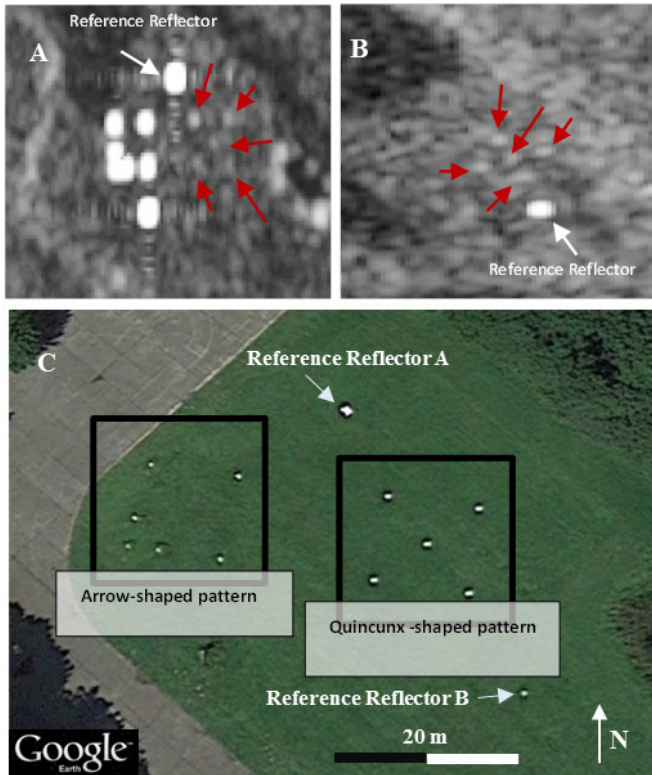 Reference Reflector
A
B
Reference Reflector
C
Reference Reflector A
Arrow-shaped pattern
Quincunx -shaped pattern
Reference Reflector B
20 m
N
Google
Earth